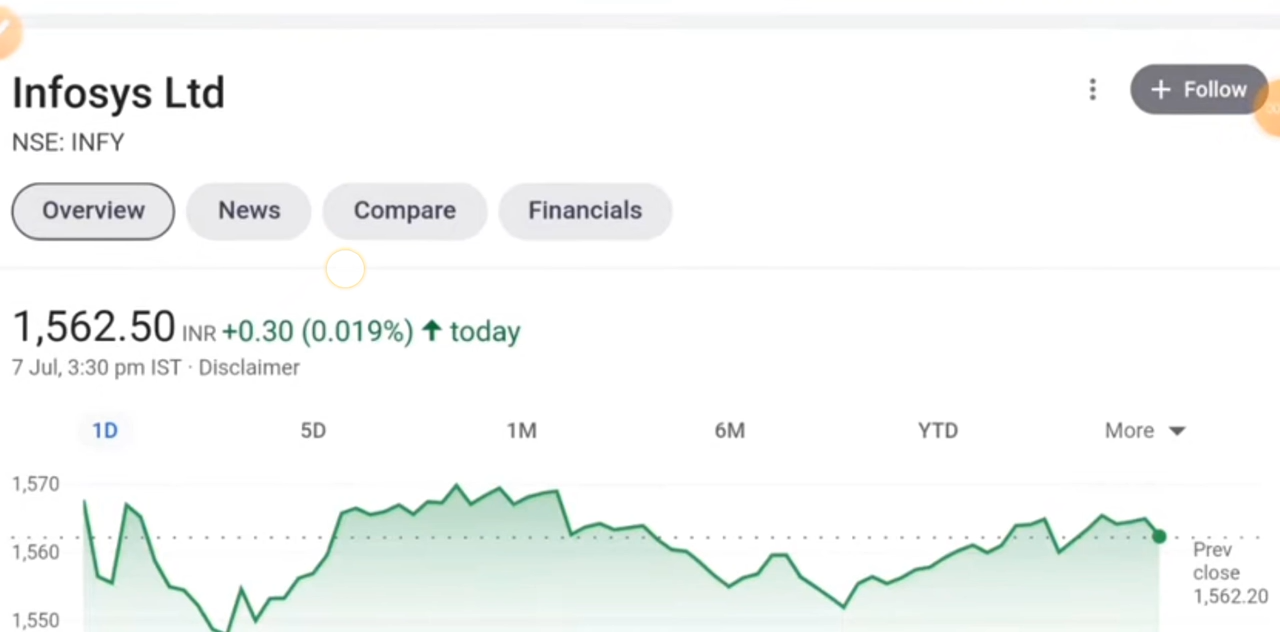 Infosys Ltd
+ Follow
NSE: INFY
Overview News Compare Financials
1,562.50 INR +0.30 (0.019%) ↑ today
7 Jul, 3:30 pm IST · Disclaimer
1D 5D 1M 6M YTD More
1,570
1,560
1,550
Prev
close
1,562.20